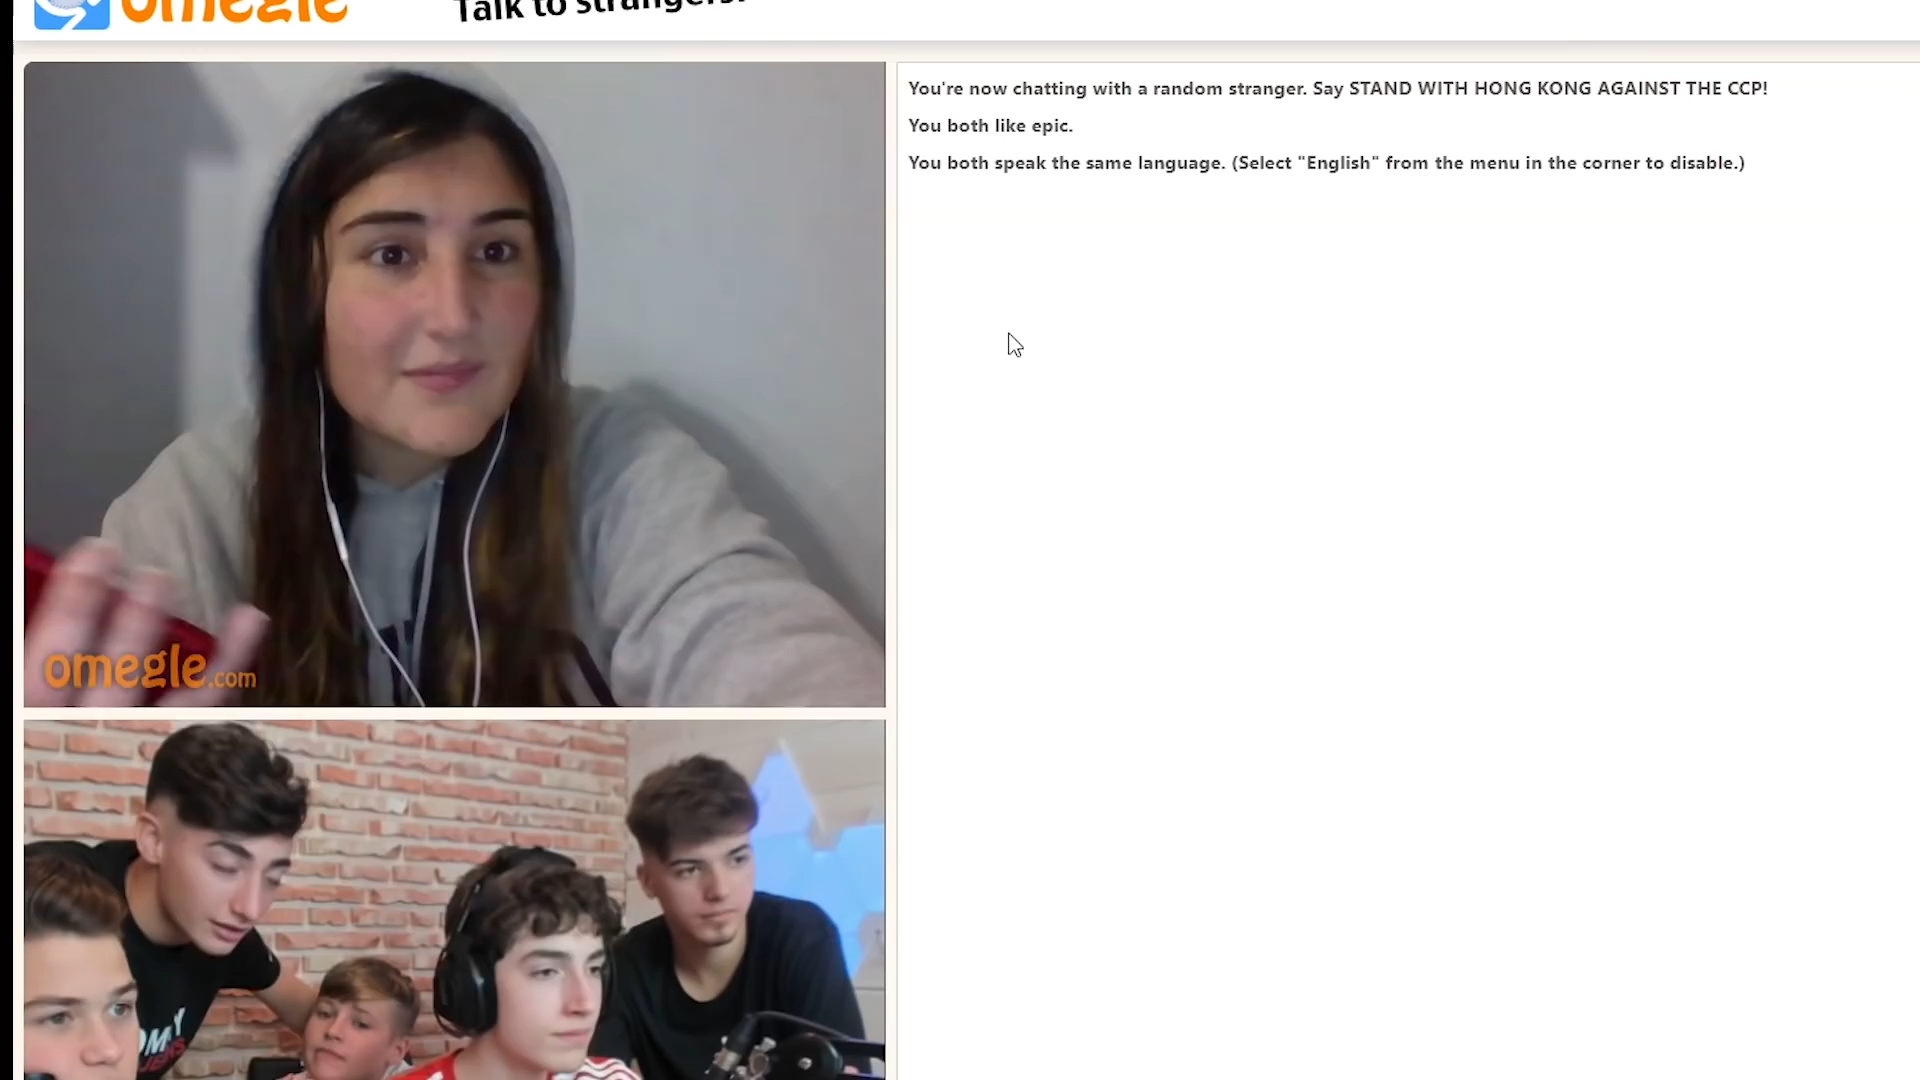 omegle
Talk to strangers!
You're now chatting with a random stranger. Say STAND WITH HONG KONG AGAINST THE CCP!
You both like epic.
You both speak the same language. (Select "English" from the menu in the corner to disable.)
omegle.com